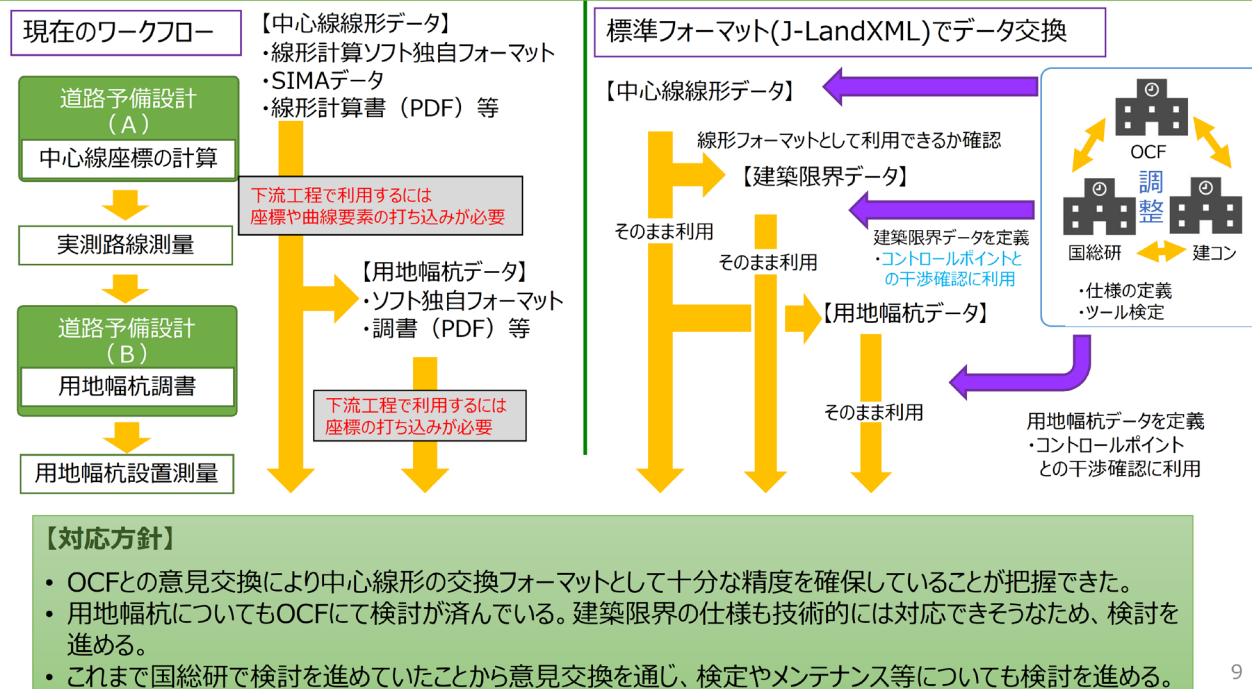 現在のワークフロー
道路予備設計
(A)
中心線座標の計算
実測路線測量
道路予備設計
(B)
用地幅杭調書
用地幅杭設置測量
【中心線線形データ】
・線形計算ソフト独自フォーマット
・SIMAデータ
・線形計算書（PDF）等
下流工程で利用するには
座標や曲線要素の打ち込みが必要
【用地幅杭データ】
・ソフト独自フォーマット
・調書（PDF）等
下流工程で利用するには
座標の打ち込みが必要
標準フォーマット(J-LandXML)でデータ交換
【中心線線形データ】
線形フォーマットとして利用できるか確認
【建築限界データ】
そのまま利用
そのまま利用
建築限界データを定義
・コントロールポイントと
の干渉確認に利用
【用地幅杭データ】
そのまま利用
用地幅杭データを定義
・コントロールポイント
との干渉確認に利用
OCF
調
整
国総研
建コン
・仕様の定義
・ツール検定
【対応方針】
• OCFとの意見交換により中心線形の交換フォーマットとして十分な精度を確保していることが把握できた。
• 用地幅杭についてもOCFにて検討が済んでいる。建築限界の仕様も技術的には対応できそうなため、検討を
進める。
• これまで国総研で検討を進めていたことから意見交換を通じ、検定やメンテナンス等についても検討を進める。
9